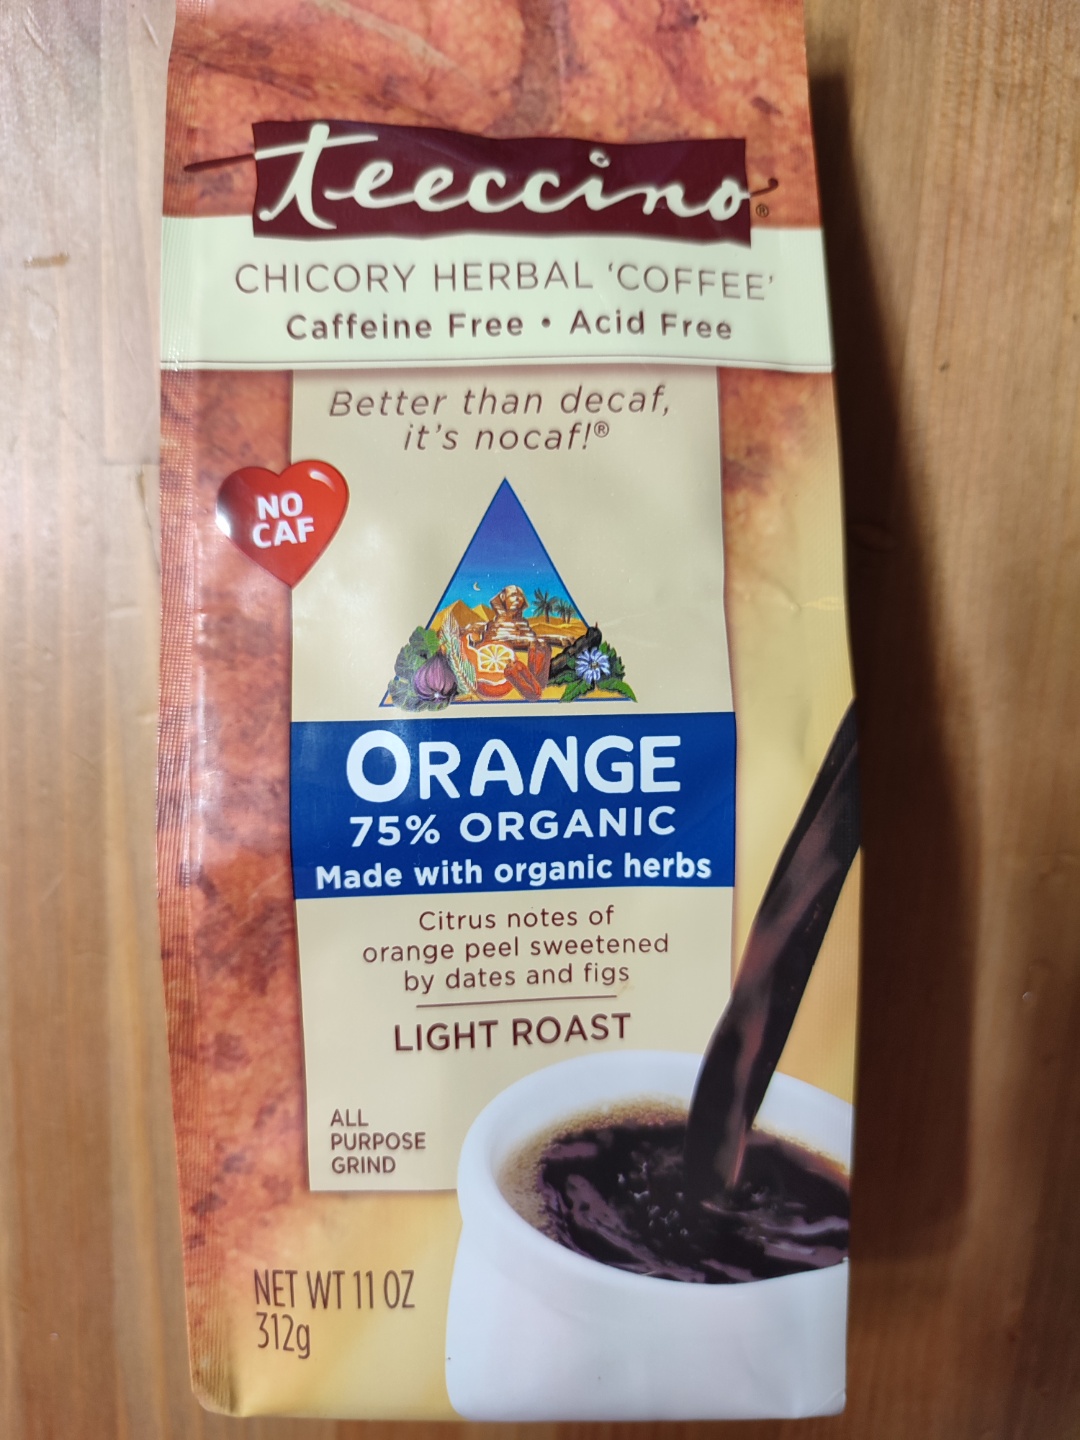 teeccino®
CHICORY HERBAL 'COFFEE'
Caffeine Free • Acid Free
Better than decaf,
it's nocaf!®
NO
CAF
ORANGE
75% ORGANIC
Made with organic herbs
Citrus notes of
orange peel sweetened
by dates and figs
LIGHT ROAST
ALL
PURPOSE
GRIND
NET WT 11 OZ
312g